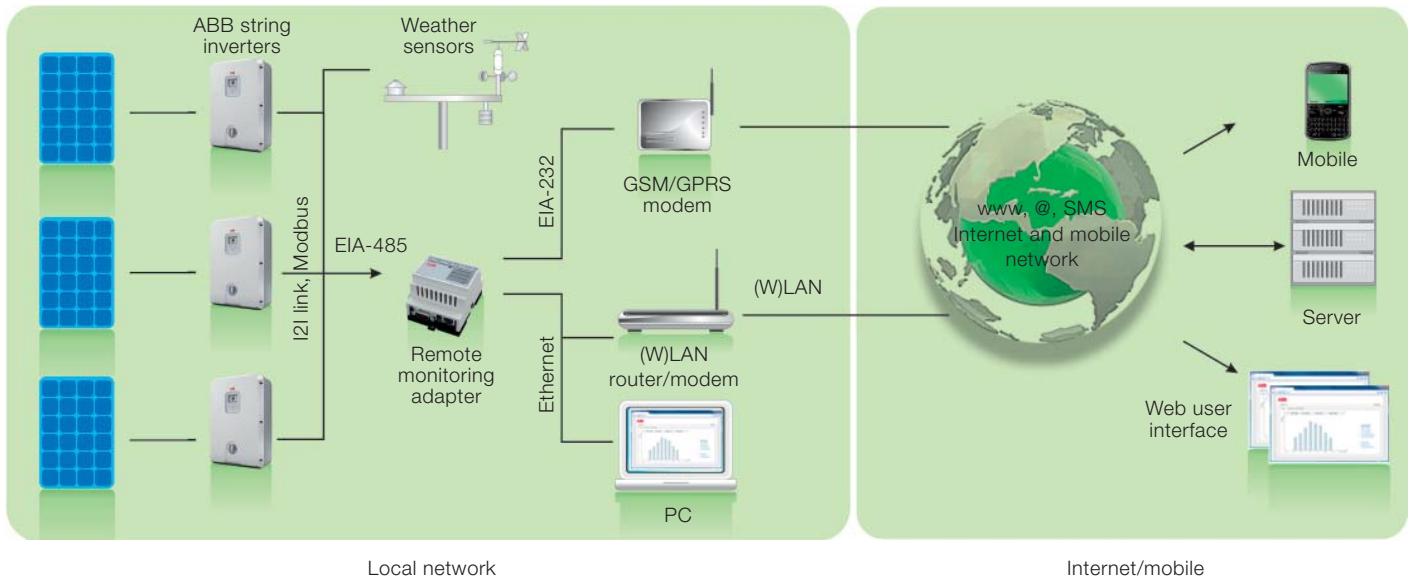 ABB string
inverters
Weather
sensors
I2I link, Modbus
EIA-485
Remote
monitoring
adapter
EIA-232
Ethernet
GSM/GPRS
modem
(W)LAN
router/modem
PC
(W)LAN
www, @, SMS
Internet and mobile
network
Mobile
Server
Web user
interface
Local network
Internet/mobile